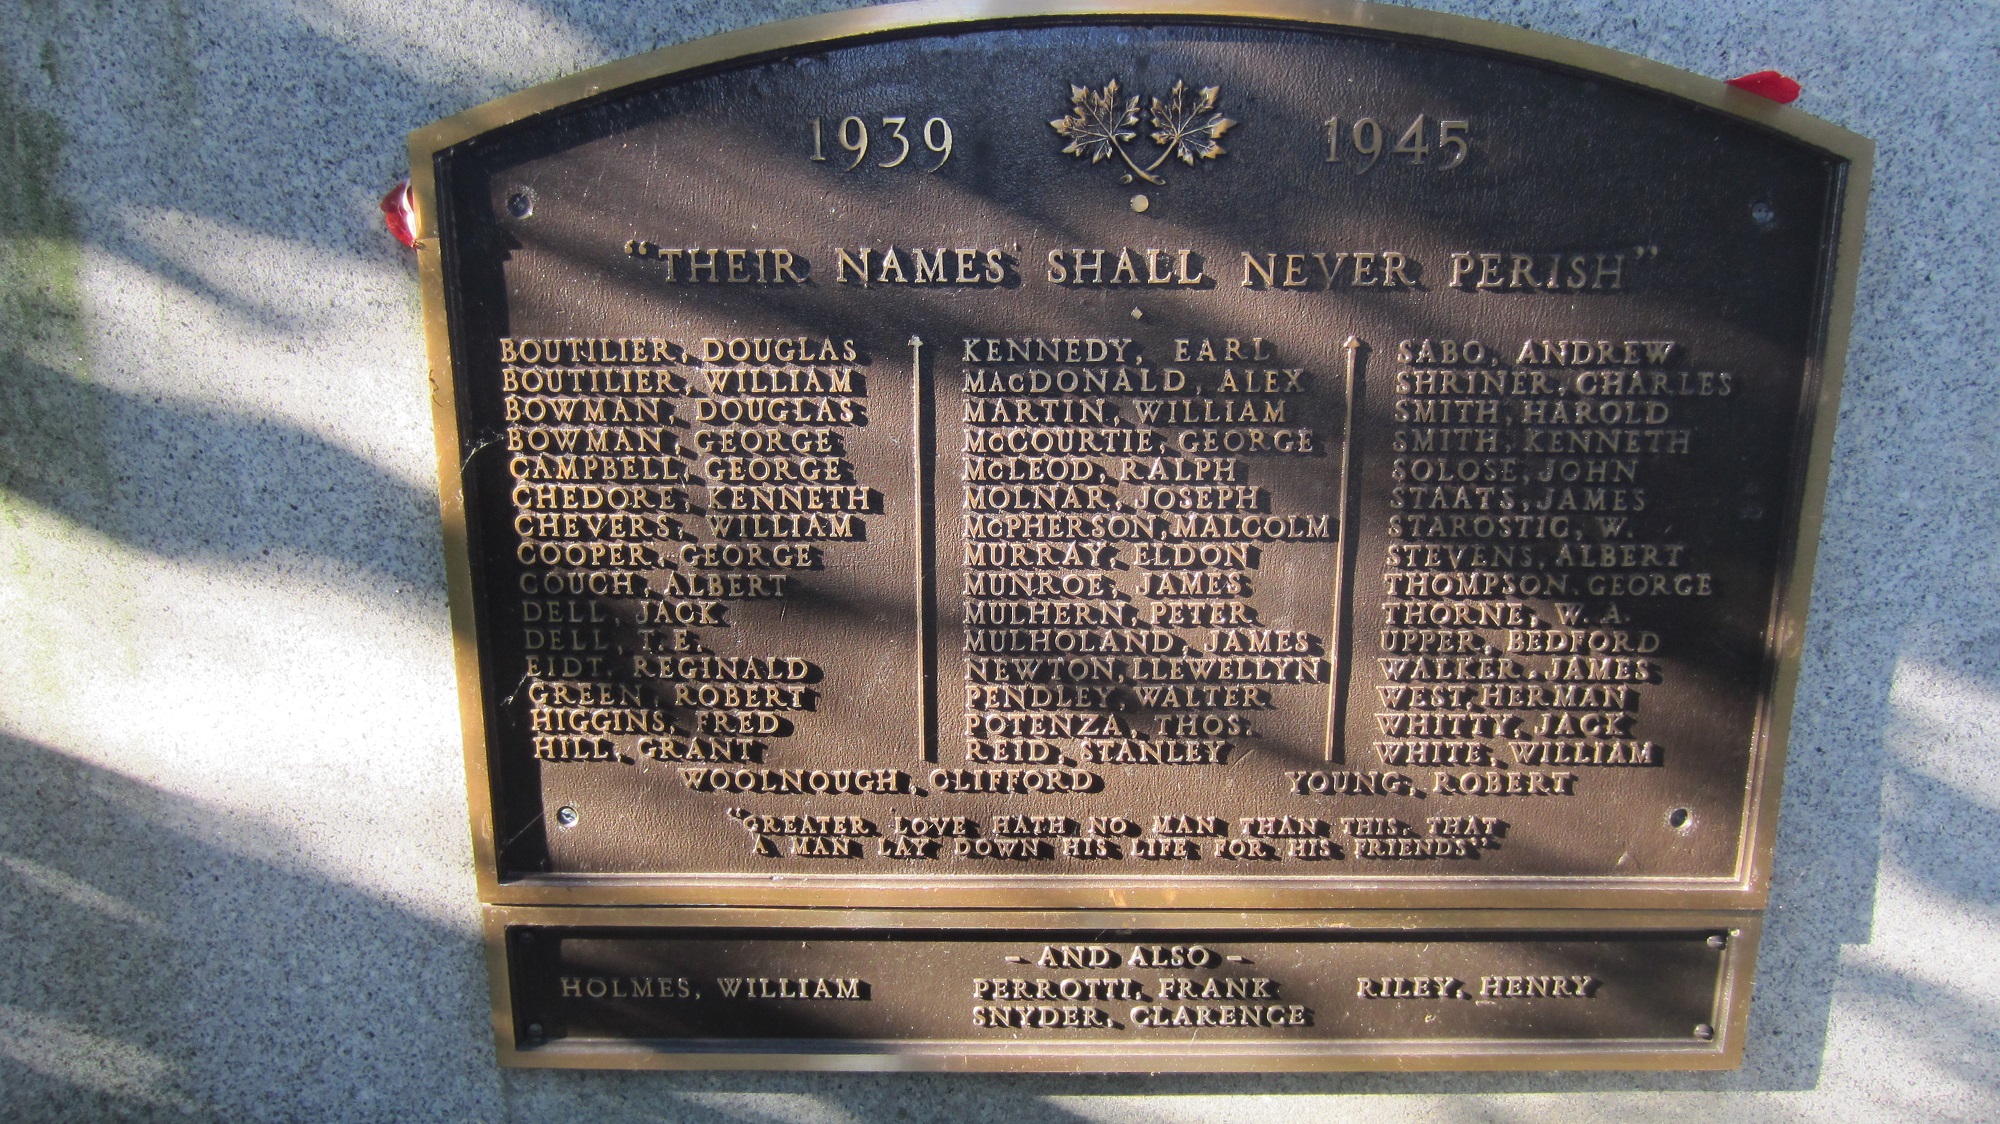 1939 1945
"THEIR NAMES SHALL NEVER PERISH"
BOUTILIER, DOUGLAS
BOUTILIER, WILLIAM
BOWMAN, DOUGLAS
BOWMAN, GEORGE
CAMPBELL, GEORGE
CHEDORE, KENNETH
CHEVERS, WILLIAM
COOPER, GEORGE
COUCH, ALBERT
DELL, JACK
DELL, T.E.
EIDT, REGINALD
GREEN, ROBERT
HIGGINS, FRED
HILL, GRANT
KENNEDY, EARL
MACDONALD, ALEX
MARTIN, WILLIAM
McCOURTIE, GEORGE
McLEOD, RALPH
MOLNAR, JOSEPH
McPHERSON, MALCOLM
MURRAY, ELDON
MUNROE, JAMES
MULHERN, PETER
MULHOLAND, JAMES
NEWTON, LLEWELLYN
PENDLEY, WALTER
POTENZA, THOS.
REID, STANLEY
SABO, ANDREW
SHRINER, CHARLES
SMITH, HAROLD
SMITH, KENNETH
SOLOSE, JOHN
STAATS, JAMES
STAROSTIC, W.
STEVENS, ALBERT
THOMPSON, GEORGE
THORNE, W. A.
UPPER, BEDFORD
WALKER, JAMES
WEST, HERMAN
WHITTY, JACK
WHITE, WILLIAM
WOOLNOUGH, CLIFFORD YOUNG, ROBERT
"GREATER LOVE HATH NO MAN THAN THIS, THAT
A MAN LAY DOWN HIS LIFE FOR HIS FRIENDS"
- AND ALSO -
HOLMES, WILLIAM PERROTTI, FRANK RILEY, HENRY
SNYDER, CLARENCE